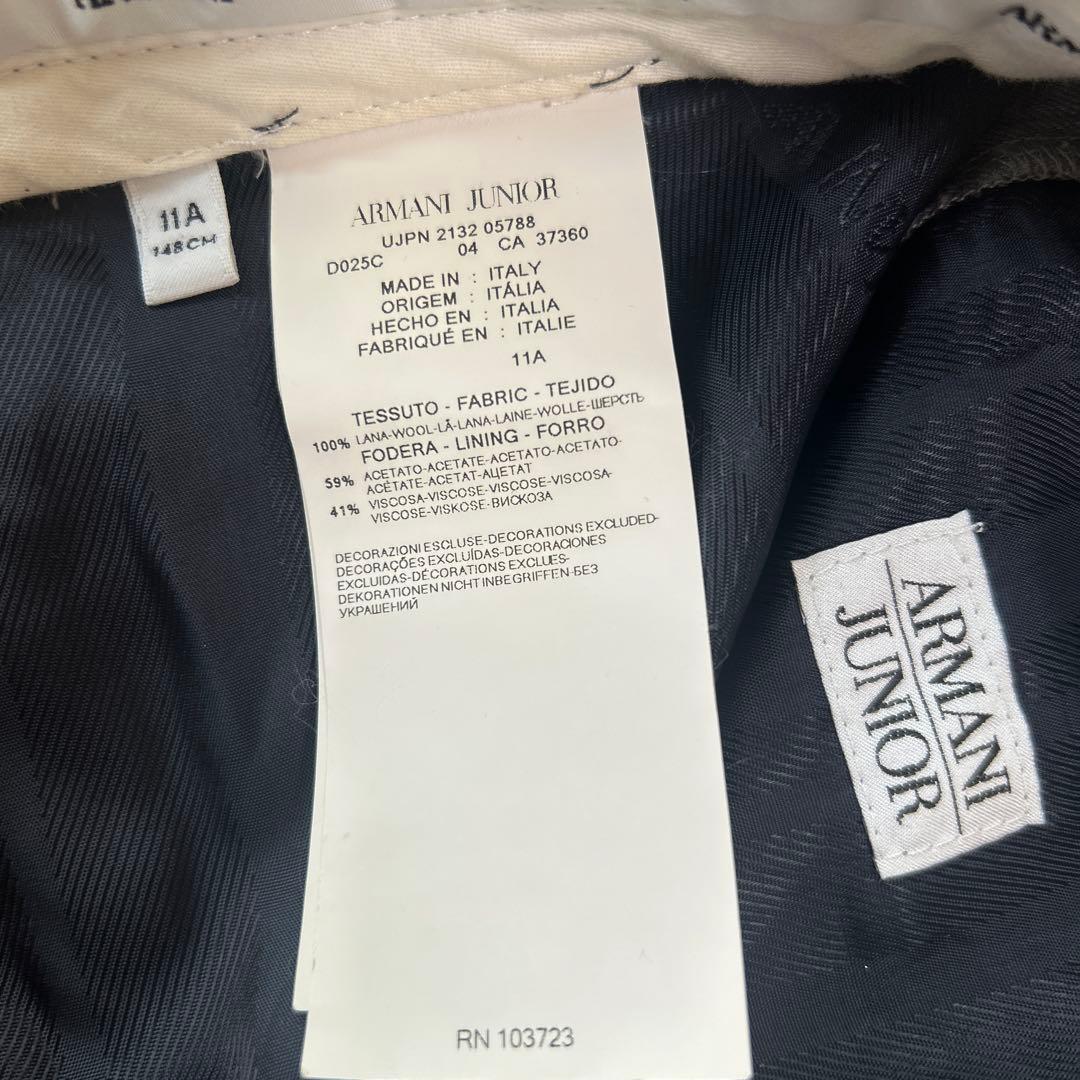 11A
148CM
ARMANI JUNIOR
UJPN 2132 05788
D025C 04 CA 37360
MADE IN : ITALY
ORIGEM : ITÁLIA
HECHO EN : ITALIA
FABRIQUÉ EN : ITALIE
11A
TESSUTO - FABRIC - TEJIDO
100% LANA-WOOL-LÃ-LANA-LAINE-WOLLE-ШЕРСТЬ
FODERA - LINING - FORRO
59% ACETATO-ACETATE-ACETATO-ACETATO-
ACÉTATE-ACETAT-АЦЕТАТ
41% VISCOSA-VISCOSE-VISCOSE-VISCOSA-
VISCOSE-VISKOSE-ВИСКОЗА
DECORAZIONI ESCLUSE-DECORATIONS EXCLUDED-
DECORAÇÕES EXCLUÍDAS-DECORACIONES
EXCLUIDAS-DÉCORATIONS EXCLUES-
DEKORATIONEN NICHT INBEGRIFFEN-БЕЗ
УКРАШЕНИЙ
RN 103723
ARMANI
JUNIOR